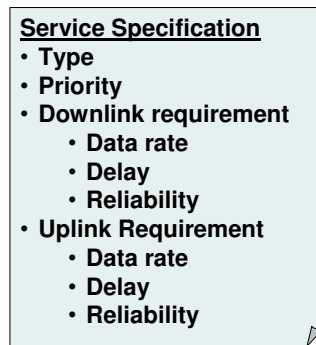 Service Specification
• Type
• Priority
• Downlink requirement
• Data rate
• Delay
• Reliability
• Uplink Requirement
• Data rate
• Delay
• Reliability